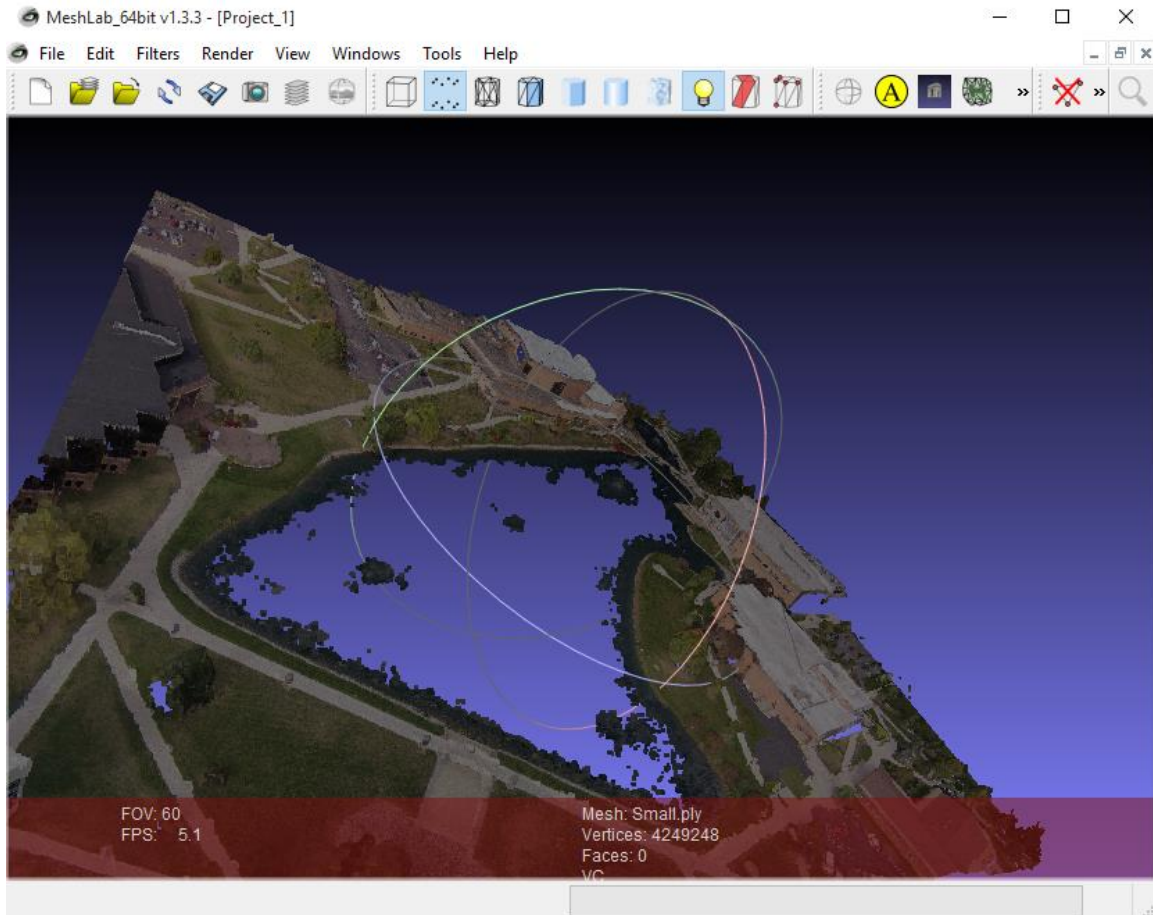 MeshLab_64bit v1.3.3 - [Project_1]
File Edit Filters Render View Windows Tools Help
A
FOV: 60
FPS: 5.1
Mesh: Small.ply
Vertices: 4249248
Faces: 0
VC